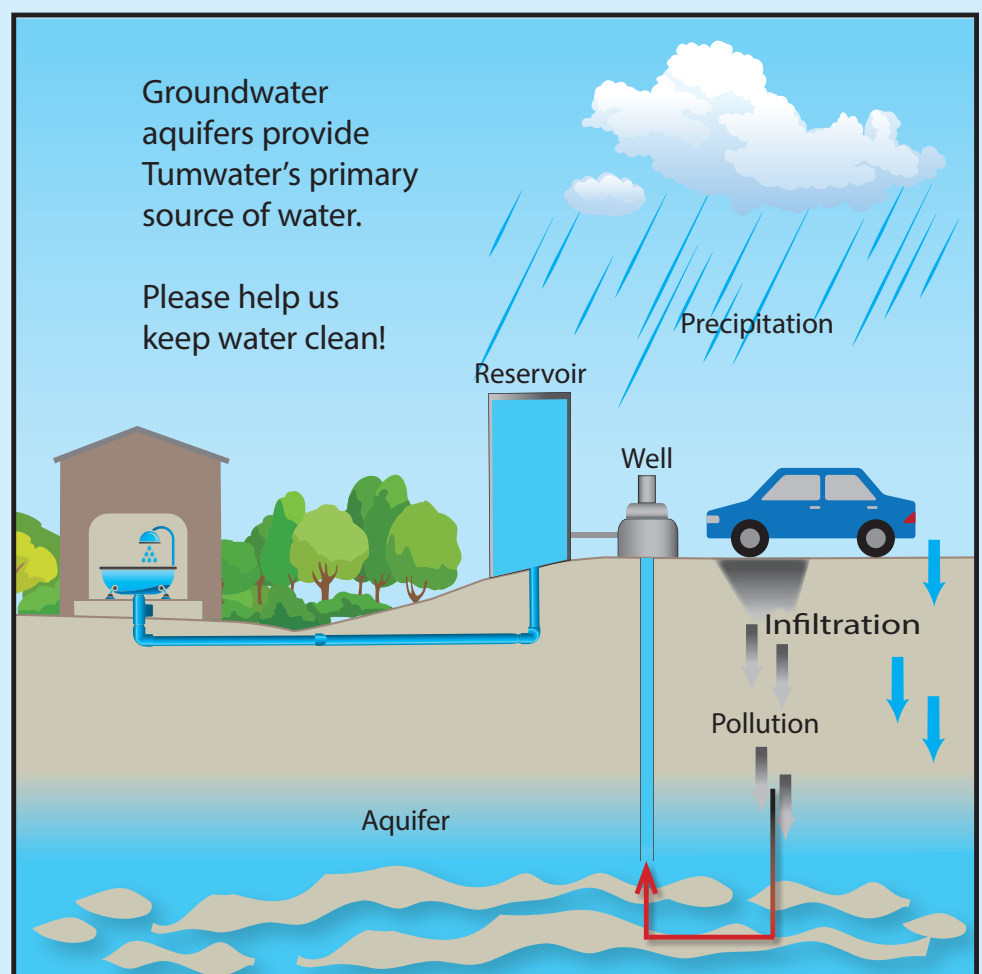 Groundwater
aquifers provide
Tumwater’s primary
source of water.
Please help us
keep water clean!
Precipitation
Reservoir
Well
Infiltration
Pollution
Aquifer